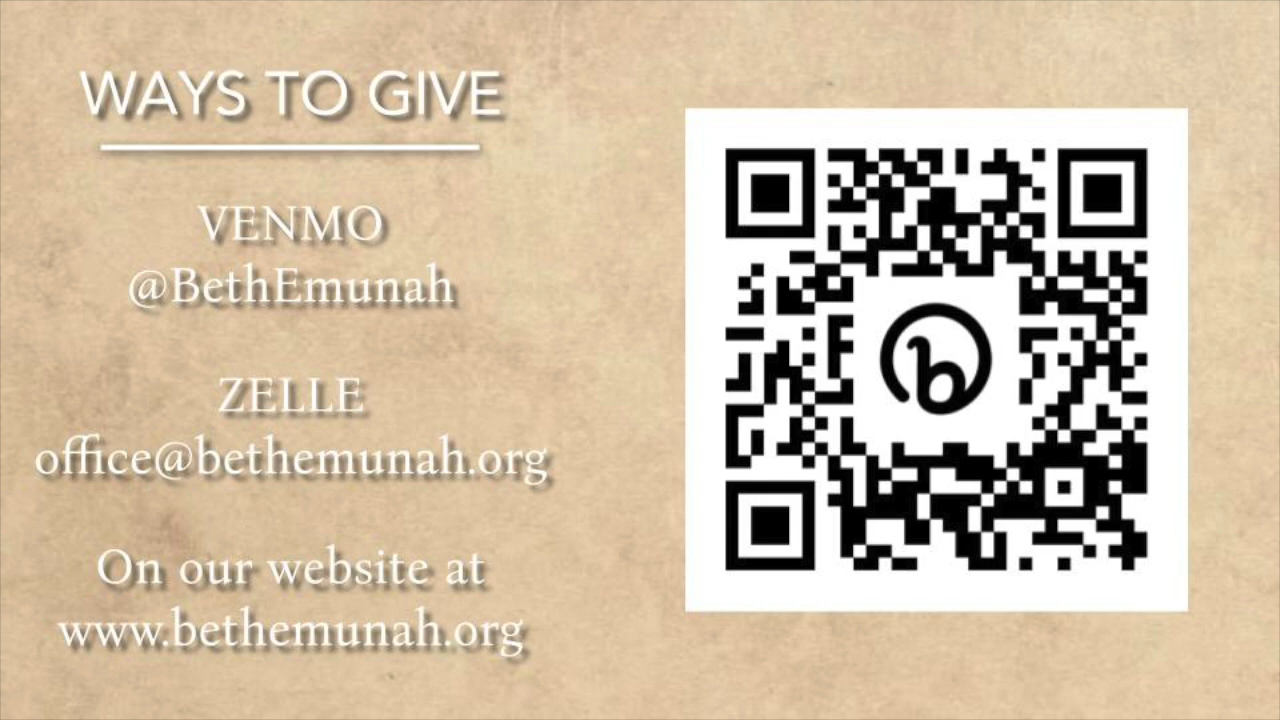 WAYS TO GIVE
VENMO
@BethEmunah
ZELLE
office@bethemunah.org
On our website at
www.bethemunah.org
b